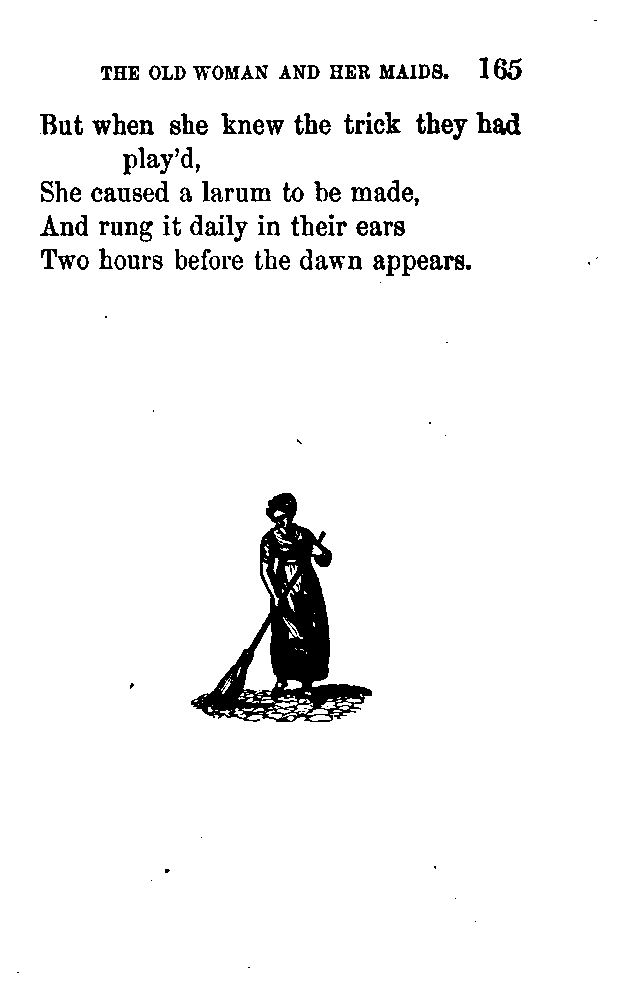 THE OLD WOMAN AND HER MAIDS. 165
But when she knew the trick they had
play'd,
She caused a larum to be made,
And rung it daily in their ears
Two hours before the dawn appears.